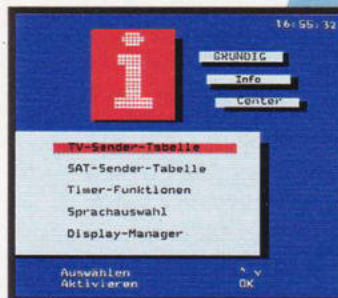 16:55:32
GRUNDIG
Info
Center
TV-Sender-Tabelle
SAT-Sender-Tabelle
Timer-Funktionen
Sprachauswahl
Display-Manager
Auswählen ^ v
Aktivieren OK